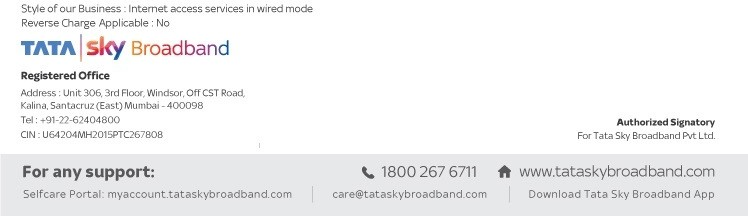 Style of our Business : Internet access services in wired mode
Reverse Charge Applicable : No
TATA sky Broadband
Registered Office
Address : Unit 306, 3rd Floor, Windsor, Off CST Road,
Kalina, Santacruz (East) Mumbai - 400098
Tel : +91-22-62404800
CIN : U64204MH2015PTC267808
Authorized Signatory
For Tata Sky Broadband Pvt Ltd.
For any support:
1800 267 6711
www.tataskybroadband.com
Selfcare Portal: myaccount.tataskybroadband.com
care@tataskybroadband.com
Download Tata Sky Broadband App